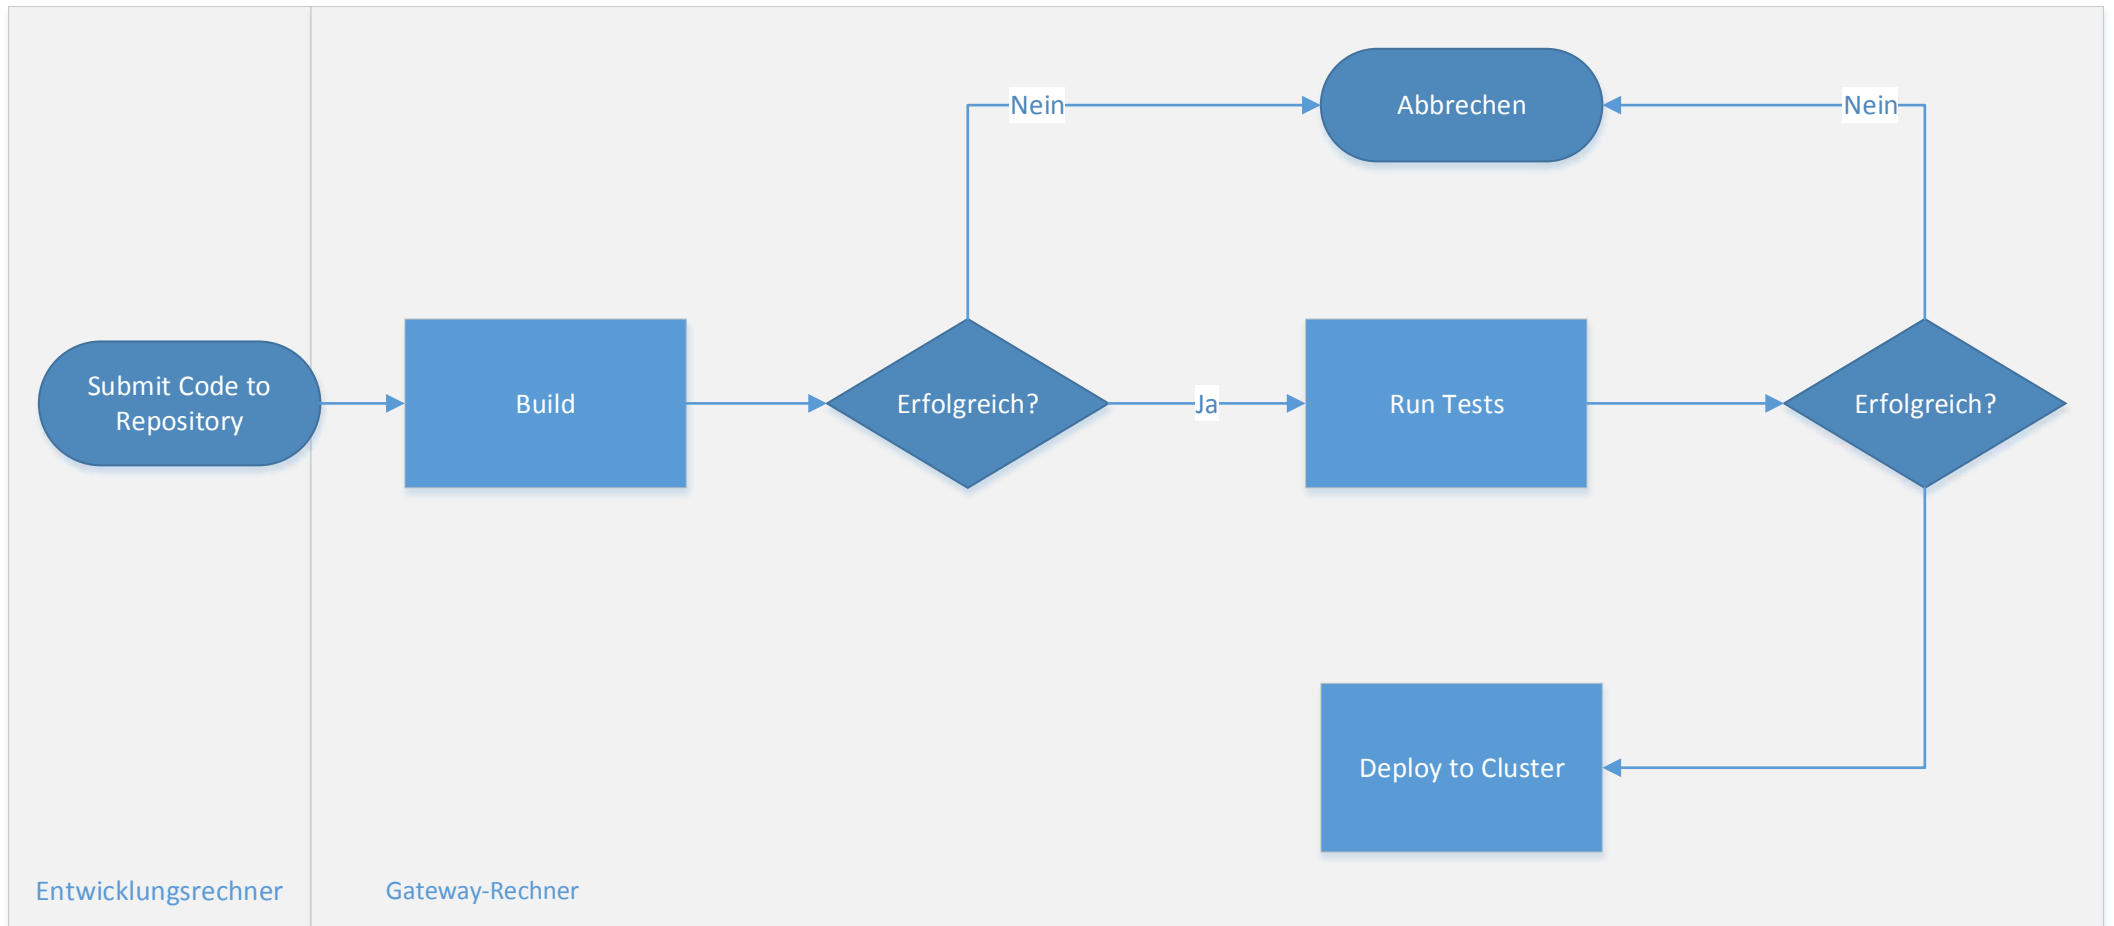 Nein
Abbrechen
Nein
Submit Code to
Repository
Build
Erfolgreich?
Ja
Run Tests
Erfolgreich?
Deploy to Cluster
Entwicklungsrechner
Gateway-Rechner